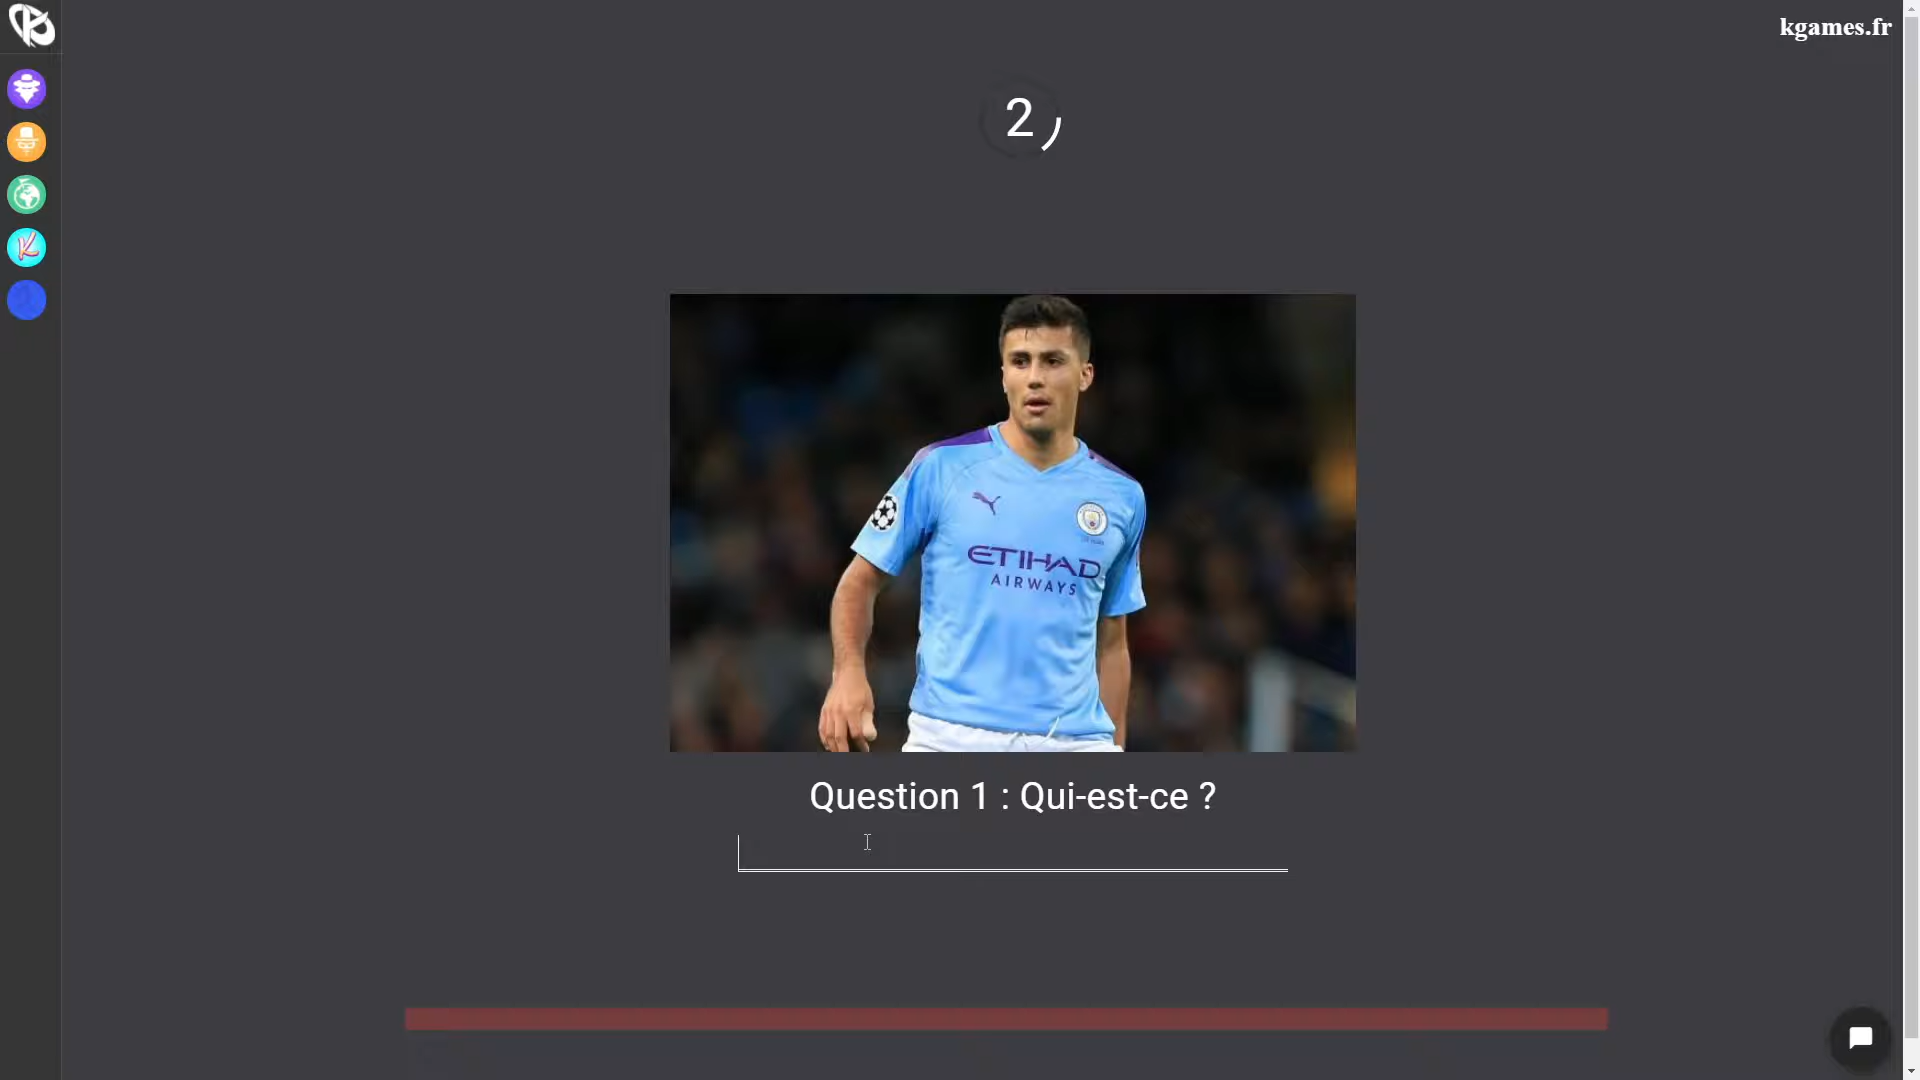 kgames.fr
2
ETIHAD
AIRWAYS
Question 1 : Qui-est-ce ?